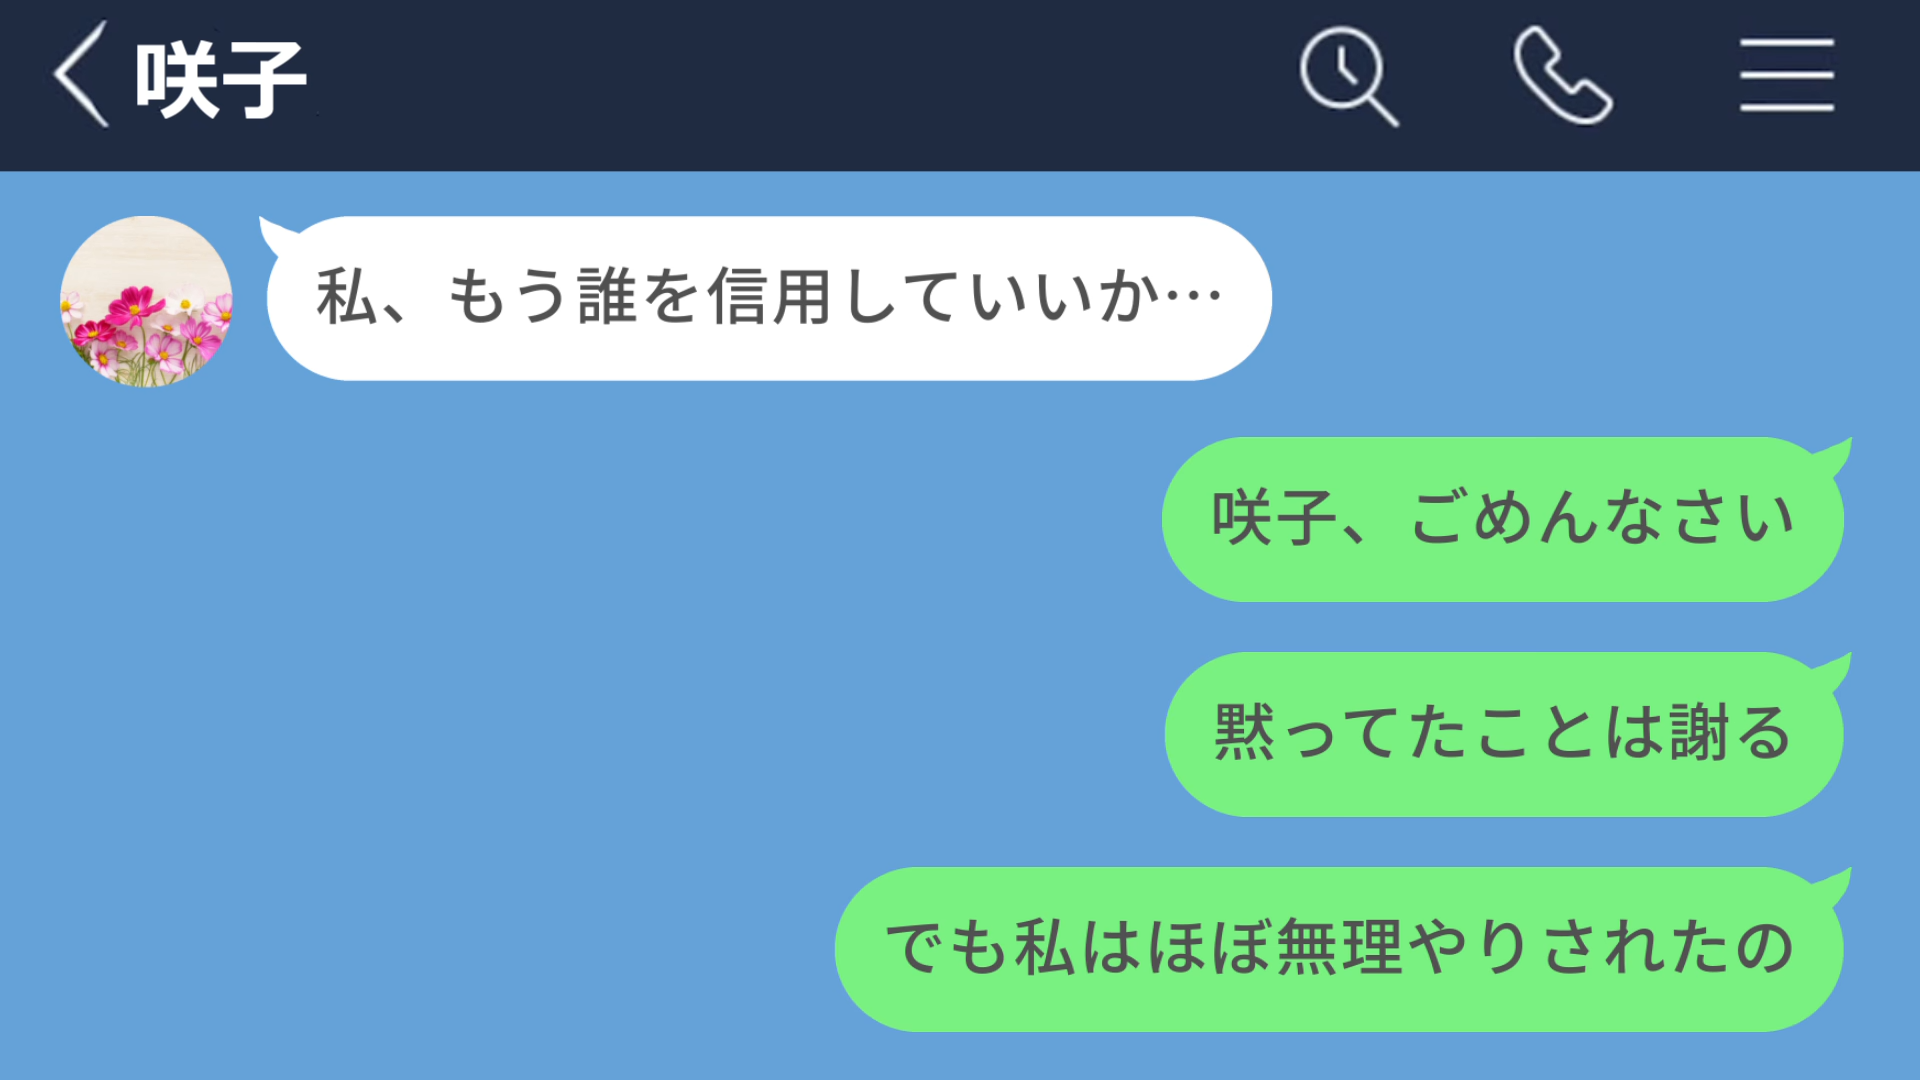 咲子
私、もう誰を信用していいか…
咲子、ごめんなさい
黙ってたことは謝る
でも私はほぼ無理やりされたの